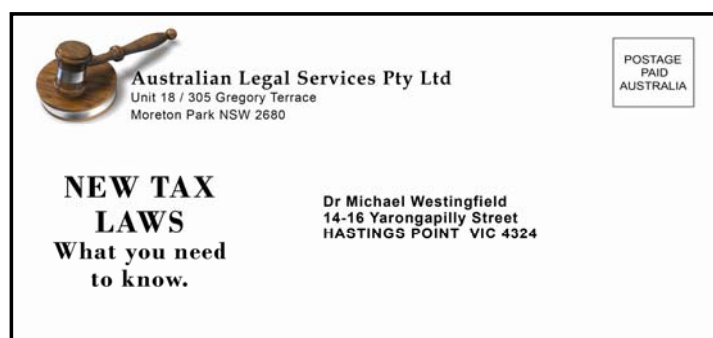 Australian Legal Services Pty Ltd
Unit 18 / 305 Gregory Terrace
Moreton Park NSW 2680
POSTAGE
PAID
AUSTRALIA
NEW TAX
LAWS
What you need
to know.
Dr Michael Westingfield
14-16 Yarongapilly Street
HASTINGS POINT VIC 4324